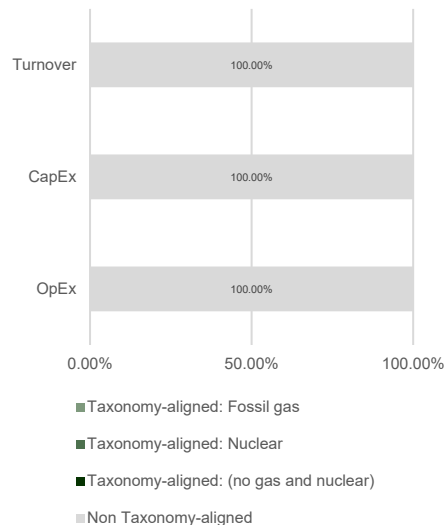 Turnover
100.00%
CapEx
100.00%
OpEx
100.00%
0.00% 50.00% 100.00%
Taxonomy-aligned: Fossil gas
Taxonomy-aligned: Nuclear
Taxonomy-aligned: (no gas and nuclear)
Non Taxonomy-aligned